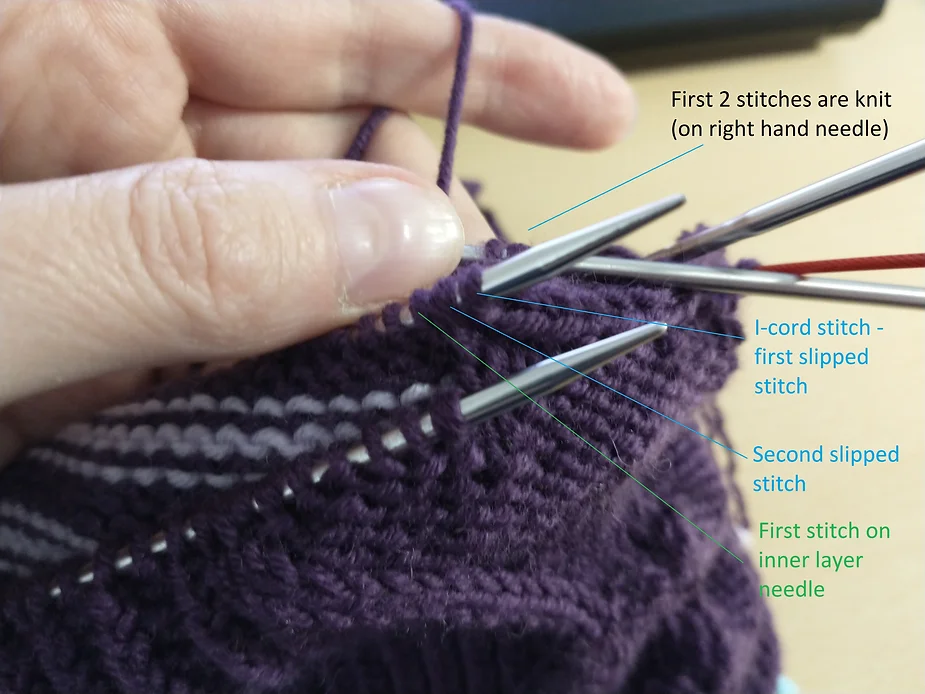 First 2 stitches are knit
(on right hand needle)
I-cord stitch -
first slipped
stitch
Second slipped
stitch
First stitch on
inner layer
needle